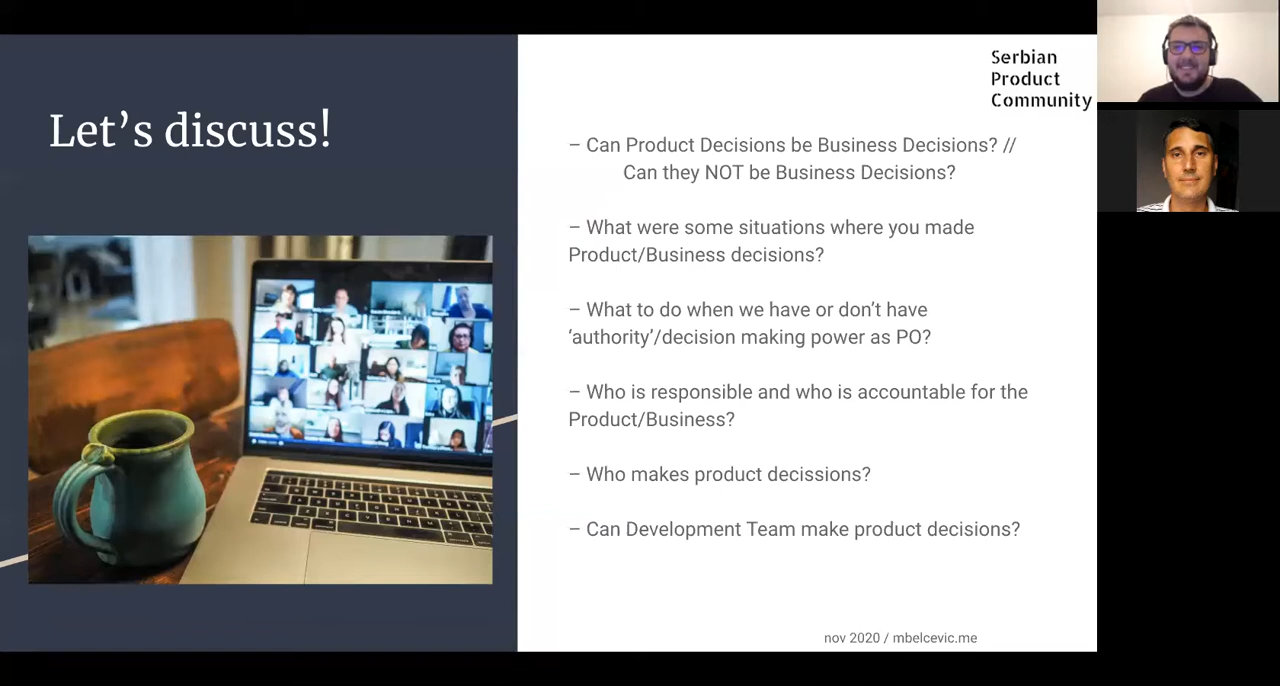 Let’s discuss!
Serbian
Product
Community
– Can Product Decisions be Business Decisions? //
Can they NOT be Business Decisions?
– What were some situations where you made
Product/Business decisions?
– What to do when we have or don’t have
‘authority’/decision making power as PO?
– Who is responsible and who is accountable for the
Product/Business?
– Who makes product decissions?
– Can Development Team make product decisions?
nov 2020 / mbelcevic.me